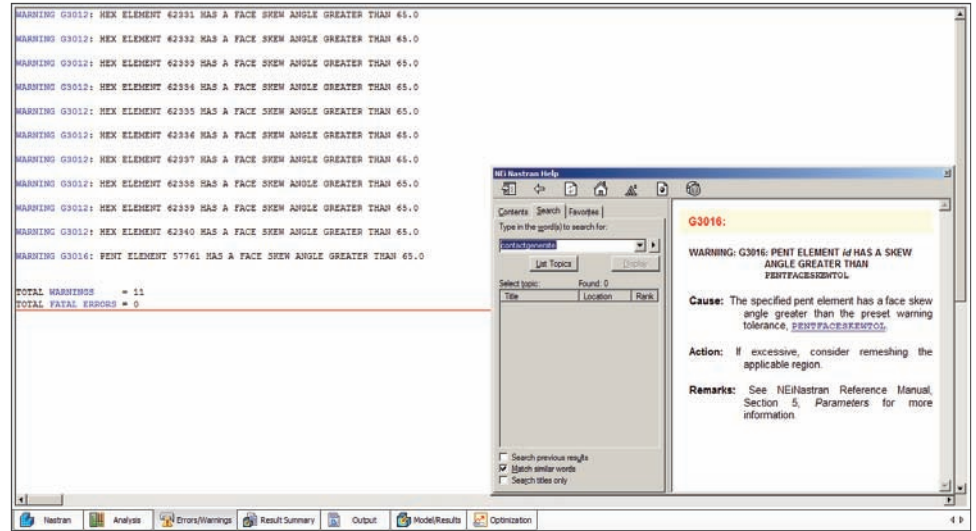 WARNING G3012: HEX ELEMENT 62331 HAS A FACE SKEW ANGLE GREATER THAN 65.0
WARNING G3012: HEX ELEMENT 62332 HAS A FACE SKEW ANGLE GREATER THAN 65.0
WARNING G3012: HEX ELEMENT 62333 HAS A FACE SKEW ANGLE GREATER THAN 65.0
WARNING G3012: HEX ELEMENT 62334 HAS A FACE SKEW ANGLE GREATER THAN 65.0
WARNING G3012: HEX ELEMENT 62335 HAS A FACE SKEW ANGLE GREATER THAN 65.0
WARNING G3012: HEX ELEMENT 62336 HAS A FACE SKEW ANGLE GREATER THAN 65.0
WARNING G3012: HEX ELEMENT 62337 HAS A FACE SKEW ANGLE GREATER THAN 65.0
WARNING G3012: HEX ELEMENT 62338 HAS A FACE SKEW ANGLE GREATER THAN 65.0
WARNING G3012: HEX ELEMENT 62339 HAS A FACE SKEW ANGLE GREATER THAN 65.0
WARNING G3012: HEX ELEMENT 62340 HAS A FACE SKEW ANGLE GREATER THAN 65.0
WARNING G3016: PENT ELEMENT 57761 HAS A FACE SKEW ANGLE GREATER THAN 65.0
TOTAL WARNINGS = 11
TOTAL FATAL ERRORS = 0
NEi Nastran Help
Contents Search Favorites
Type in the word(s) to search for:
contactgenerate
List Topics Display
Select topic: Found: 0
Title Location Rank
Search previous results
Match similar words
Search titles only
G3016:
WARNING: G3016: PENT ELEMENT id HAS A SKEW
ANGLE GREATER THAN
PENTFACESKEWTOL
Cause: The specified pent element has a face skew
angle greater than the preset warning
tolerance, PENTFACESKEWTOL.
Action: If excessive, consider remeshing the
applicable region.
Remarks: See NEiNastran Reference Manual,
Section 5, Parameters for more
information.
Nastran Analysis Errors/Warnings Result Summary Output Model/Results Optimization